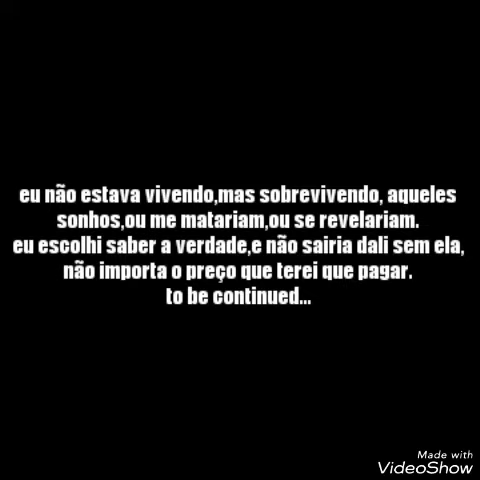 eu não estava vivendo,mas sobrevivendo, aqueles
sonhos,ou me matariam,ou se revelariam.
eu escolhi saber a verdade,e não sairia dali sem ela,
não importa o preço que terei que pagar.
to be continued...
Made with
VideoShow